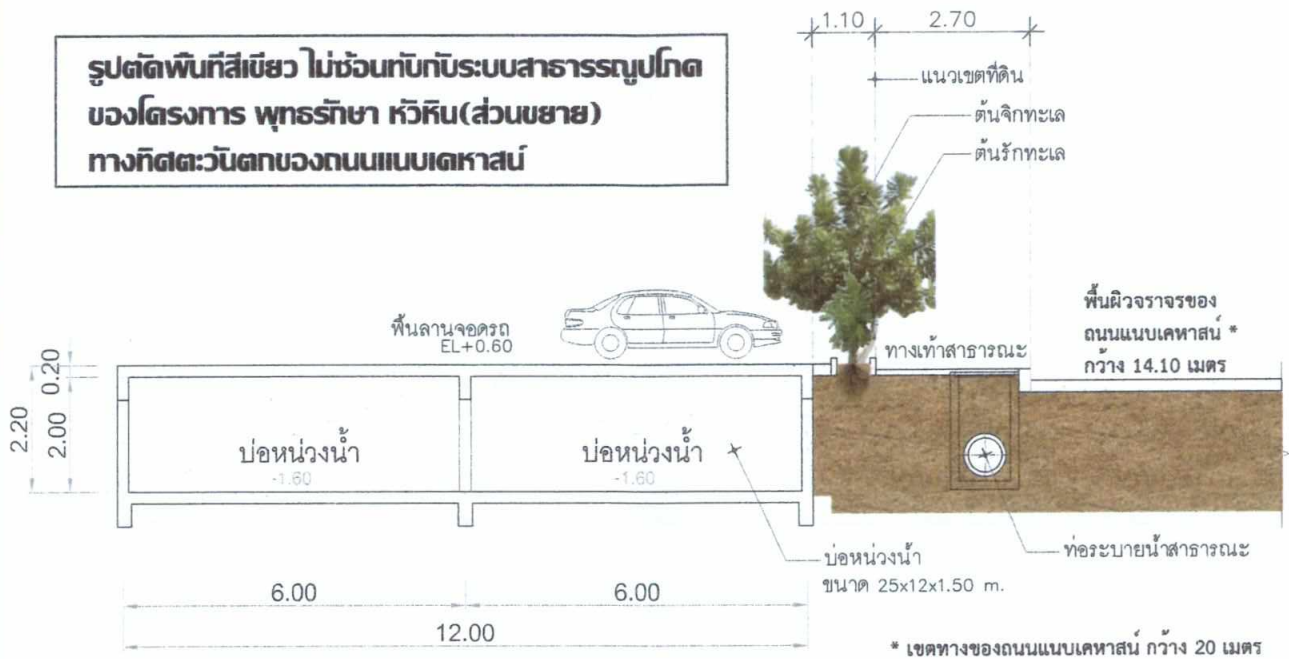 รูปตัดพื้นที่สีเขียว ไม่ซ้อนทับกับระบบสาธารรณูปโภค
ของโครงการ พุทธรักษา หัวหิน(ส่วนขยาย)
ทางทิศตะวันตกของถนนแนบเคหาสน์
1.10
2.70
แนวเขตที่ดิน
ต้นจิกทะเล
ต้นรักทะเล
พื้นลานจอดรถ
EL+0.60
ทางเท้าสาธารณะ
พื้นผิวจราจรของ
ถนนแนบเคหาสน์ *
กว้าง 14.10 เมตร
0.20
2.20
2.00
บ่อหน่วงน้ำ
-1.60
บ่อหน่วงน้ำ
-1.60
บ่อหน่วงน้ำ
ขนาด 25x12x1.50 m.
ท่อระบายน้ำสาธารณะ
6.00
6.00
12.00
* เขตทางของถนนแนบเคหาสน์ กว้าง 20 เมตร